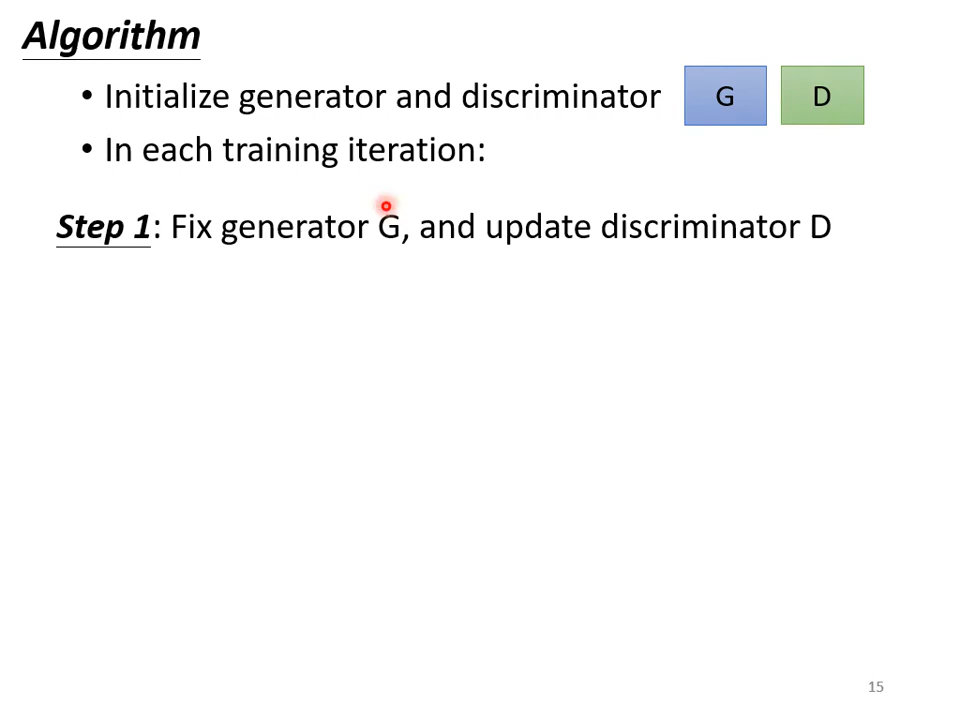 Algorithm
• Initialize generator and discriminator G D
• In each training iteration:
Step 1: Fix generator G, and update discriminator D
15